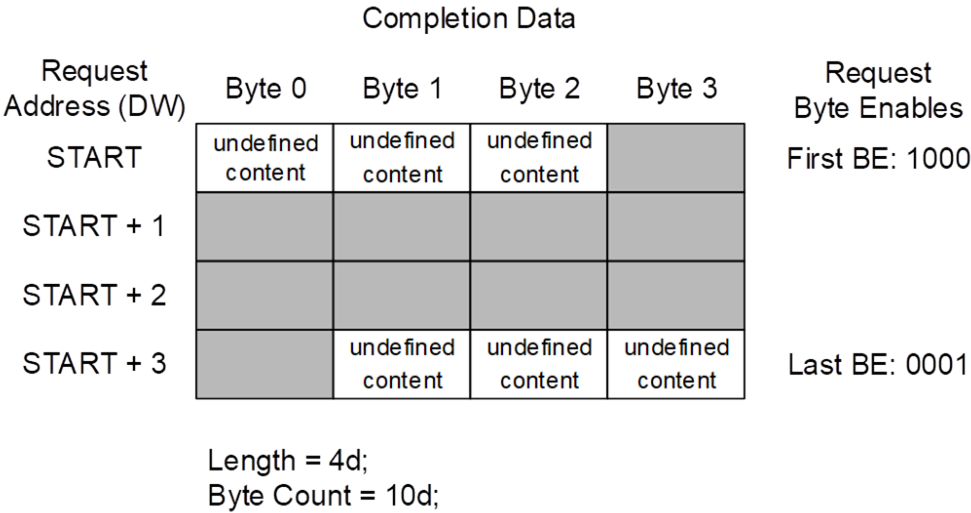 Completion Data
Request
Address (DW)
Byte 0
Byte 1
Byte 2
Byte 3
Request
Byte Enables
START
undefined
content
undefined
content
undefined
content
First BE: 1000
START + 1
START + 2
START + 3
undefined
content
undefined
content
undefined
content
Last BE: 0001
Length = 4d;
Byte Count = 10d;